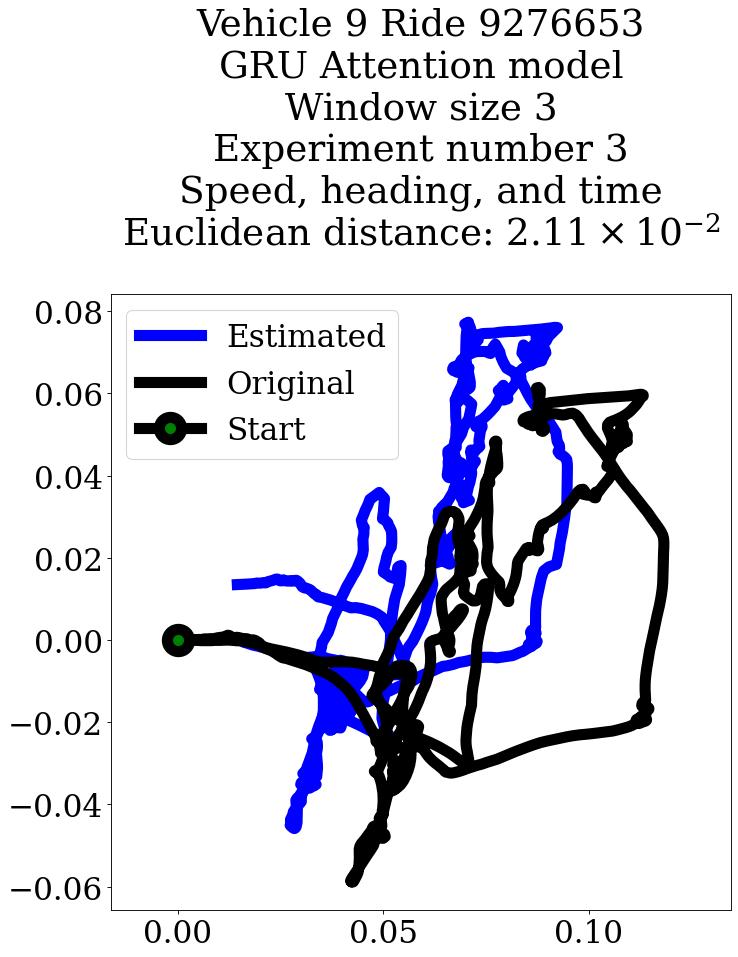 Vehicle 9 Ride 9276653
GRU Attention model
Window size 3
Experiment number 3
Speed, heading, and time
Euclidean distance: 2.11 × 10⁻²
Estimated
Original
Start
0.08
0.06
0.04
0.02
0.00
−0.02
−0.04
−0.06
0.00 0.05 0.10